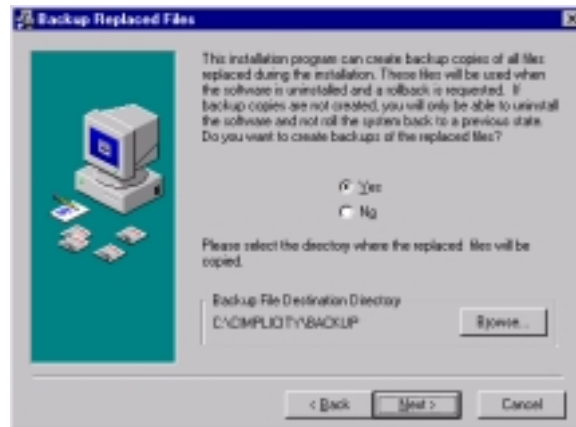 Backup Replaced Files
This installation program can create backup copies of all files
replaced during the installation. These files will be used when
the software is uninstalled and a rollback is requested. If
backup copies are not created, you will only be able to uninstall
the software and not roll the system back to a previous state.
Do you want to create backups of the replaced files?
Yes
No
Please select the directory where the replaced files will be
copied.
Backup File Destination Directory
C:\CIMPLICITY\BACKUP
Browse...
< Back
Next >
Cancel